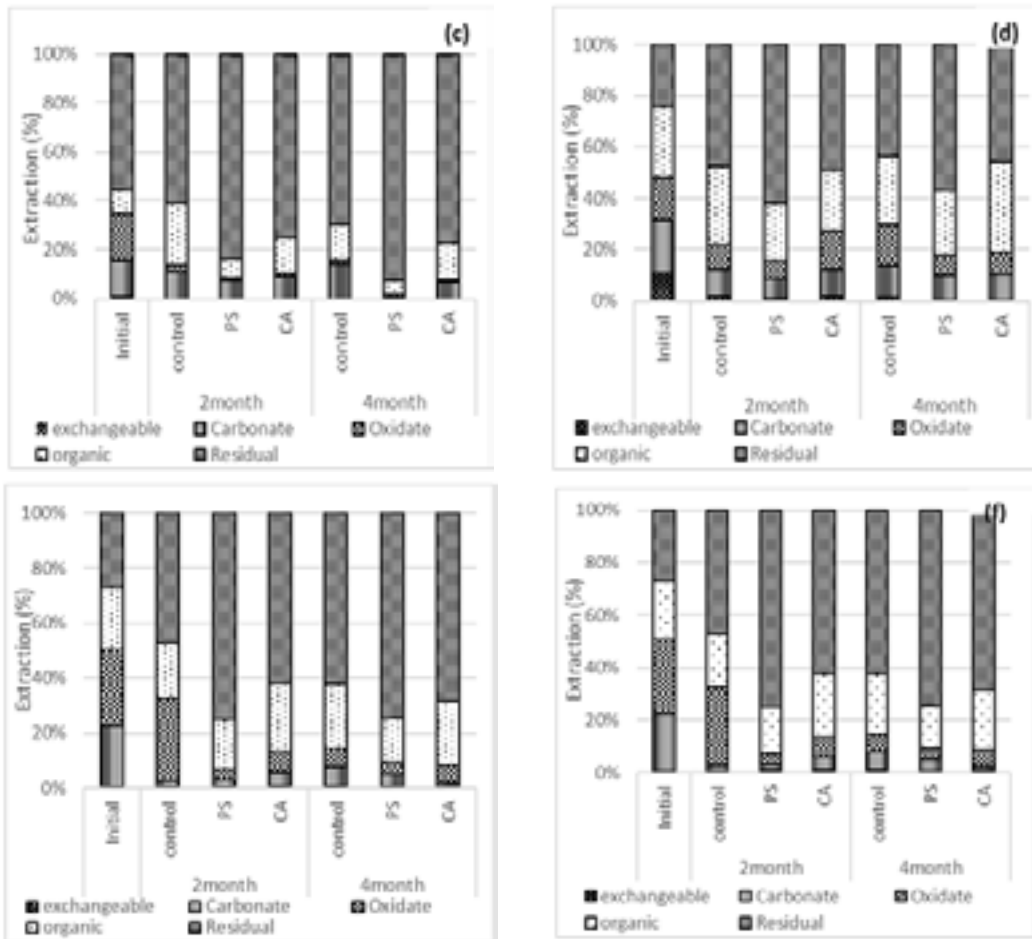 (c)
Extraction (%)
100%
80%
60%
40%
20%
0%
Initial
control
PS
CA
control
PS
CA
2month
4month
exchangeable
Carbonate
Oxidate
organic
Residual
(d)
Extraction (%)
100%
80%
60%
40%
20%
0%
Initial
control
PS
CA
control
PS
CA
2month
4month
exchangeable
Carbonate
Oxidate
organic
Residual
Extraction (%)
100%
80%
60%
40%
20%
0%
Initial
control
PS
CA
control
PS
CA
2month
4month
exchangeable
Carbonate
Oxidate
organic
Residual
(f)
Extraction (%)
100%
80%
60%
40%
20%
0%
Initial
control
PS
CA
control
PS
CA
2month
4month
exchangeable
Carbonate
Oxidate
organic
Residual